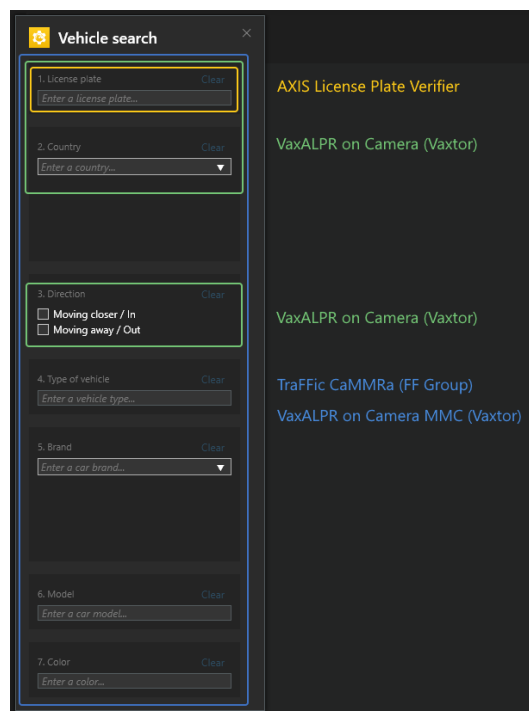 Vehicle search
1. License plate Clear
Enter a license plate...
AXIS License Plate Verifier
2. Country Clear
Enter a country...
VaxALPR on Camera (Vaxtor)
3. Direction Clear
Moving closer / In
Moving away / Out
VaxALPR on Camera (Vaxtor)
4. Type of vehicle Clear
Enter a vehicle type...
TraFFic CaMMRa (FF Group)
VaxALPR on Camera MMC (Vaxtor)
5. Brand Clear
Enter a car brand...
6. Model Clear
Enter a car model...
7. Color Clear
Enter a color...